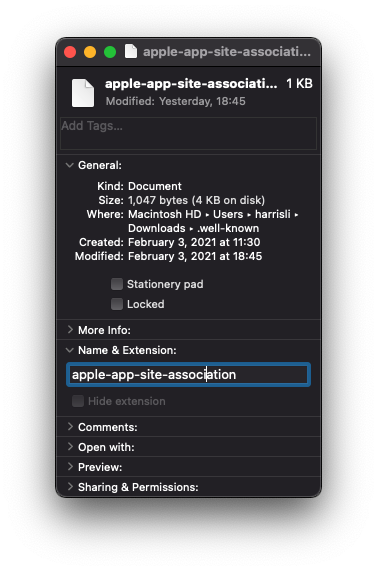 apple-app-site-associati...
apple-app-site-associati... 1 KB
Modified: Yesterday, 18:45
Add Tags...
General:
Kind: Document
Size: 1,047 bytes (4 KB on disk)
Where: Macintosh HD ▸ Users ▸ harrisli ▸
Downloads ▸ .well-known
Created: February 3, 2021 at 11:30
Modified: February 3, 2021 at 18:45
Stationery pad
Locked
More Info:
Name & Extension:
apple-app-site-association
Hide extension
Comments:
Open with:
Preview:
Sharing & Permissions: